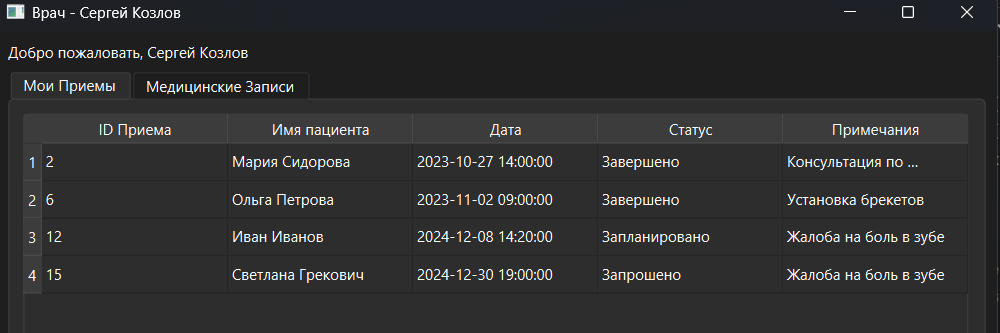 Врач - Сергей Козлов
Добро пожаловать, Сергей Козлов
Мои Приемы Медицинские Записи
ID Приема Имя пациента Дата Статус Примечания
1 2 Мария Сидорова 2023-10-27 14:00:00 Завершено Консультация по ...
2 6 Ольга Петрова 2023-11-02 09:00:00 Завершено Установка брекетов
3 12 Иван Иванов 2024-12-08 14:20:00 Запланировано Жалоба на боль в зубе
4 15 Светлана Грекович 2024-12-30 19:00:00 Запрошено Жалоба на боль в зубе